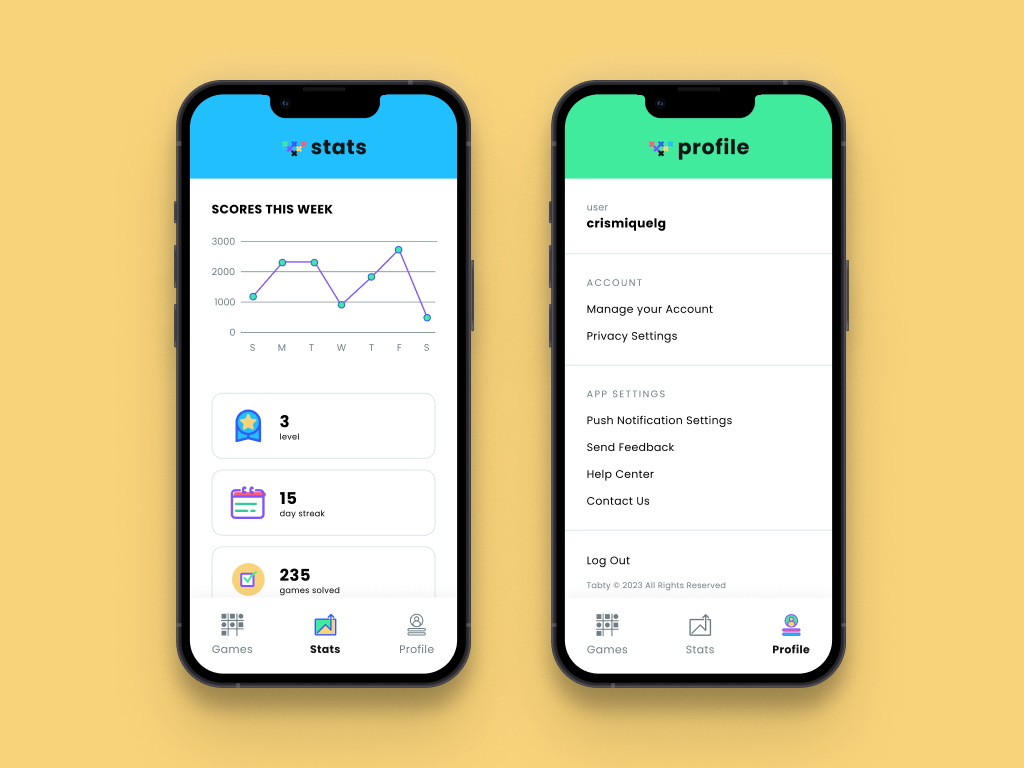 stats
SCORES THIS WEEK
3000
2000
1000
0
S M T W T F S
3
level
15
day streak
235
games solved
Games Stats Profile
profile
user
crismiquelg
ACCOUNT
Manage your Account
Privacy Settings
APP SETTINGS
Push Notification Settings
Send Feedback
Help Center
Contact Us
Log Out
Tabty © 2023 All Rights Reserved
Games Stats Profile